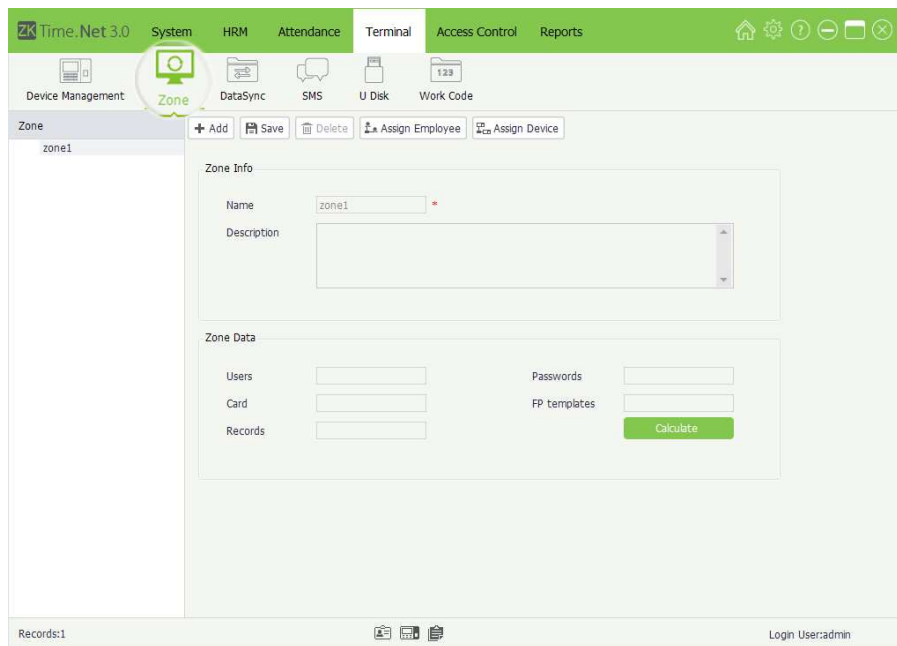 ZK Time.Net 3.0 System HRM Attendance Terminal Access Control Reports
Device Management Zone DataSync SMS U Disk 123 Work Code
Zone
zone1
+ Add Save Delete Assign Employee Assign Device
Zone Info
Name zone1 *
Description
Zone Data
Users Passwords
Card FP templates
Records Calculate
Records:1 Login User:admin